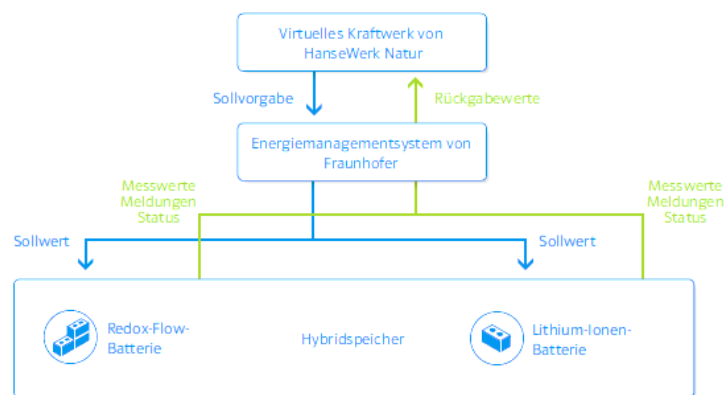 Virtuelles Kraftwerk von
HanseWerk Natur
Sollvorgabe
Rückgabewerte
Energiemanagementsystem von
Fraunhofer
Messwerte
Meldungen
Status
Messwerte
Meldungen
Status
Sollwert
Sollwert
Redox-Flow-
Batterie
Hybridspeicher
Lithium-Ionen-
Batterie